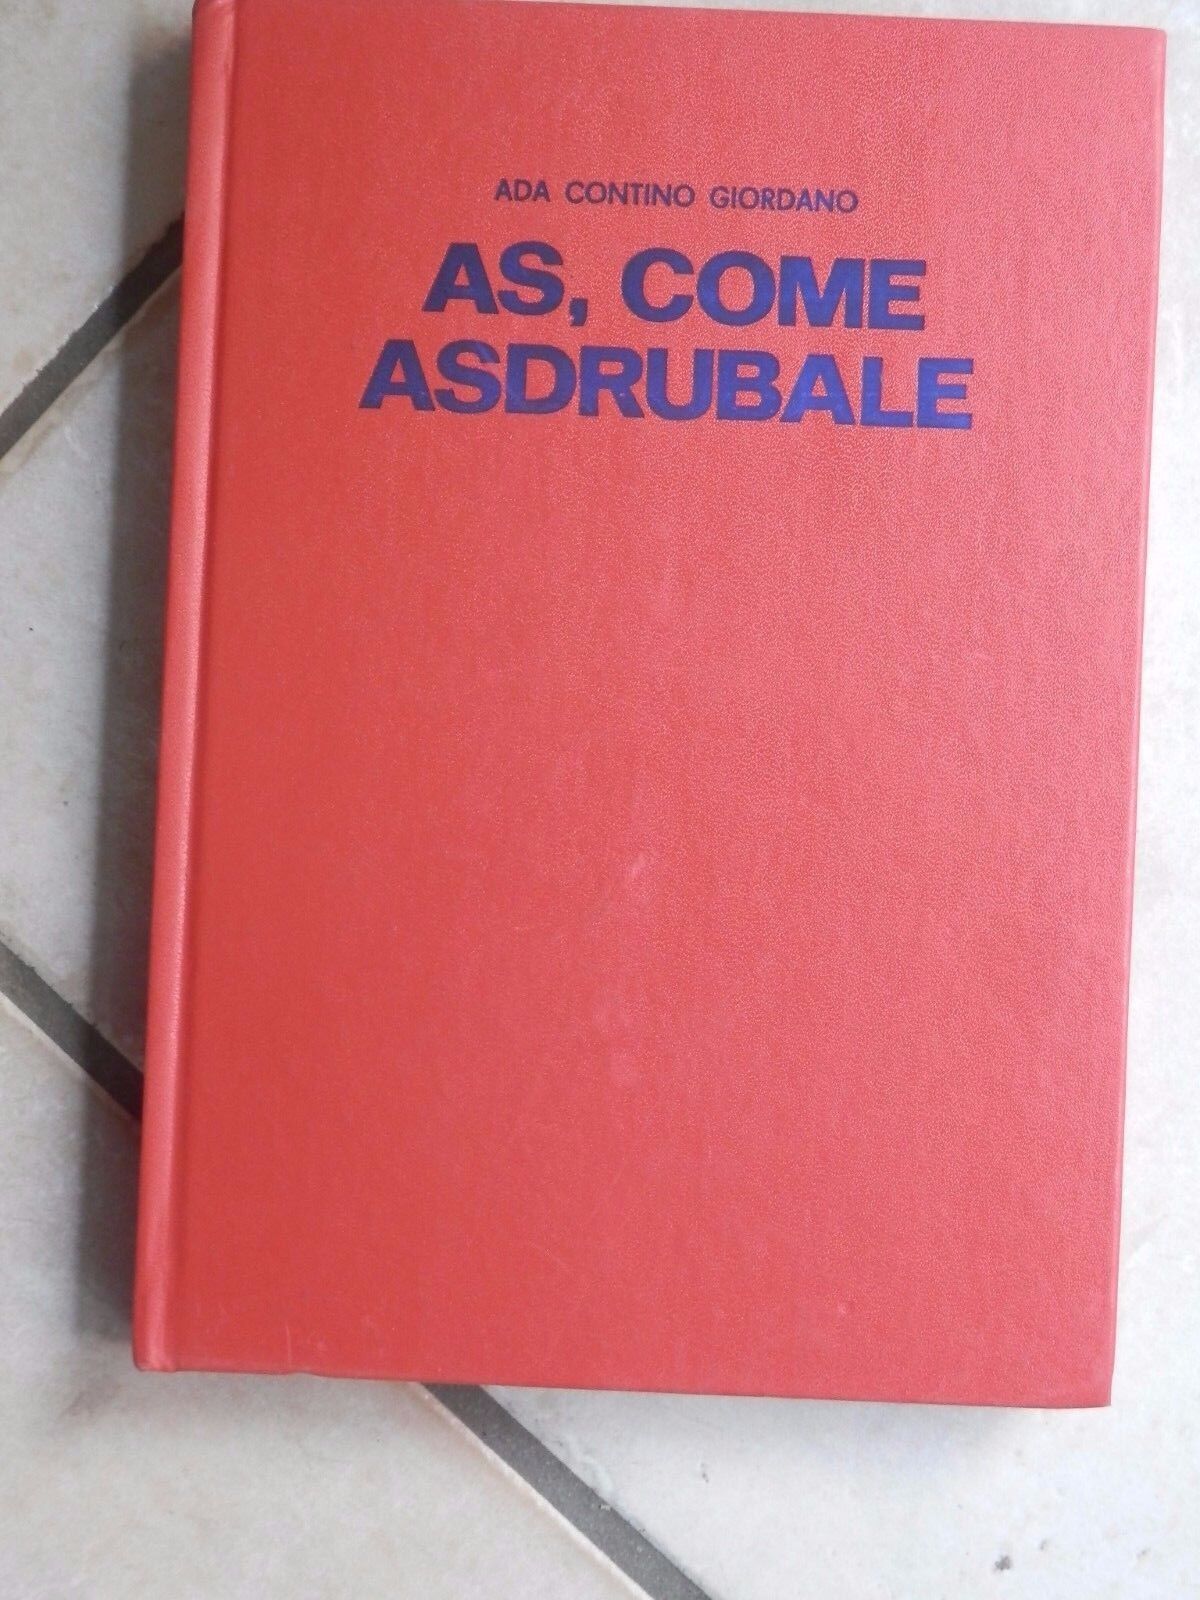 ADA CONTINO GIORDANO
AS, COME
ASDRUBALE